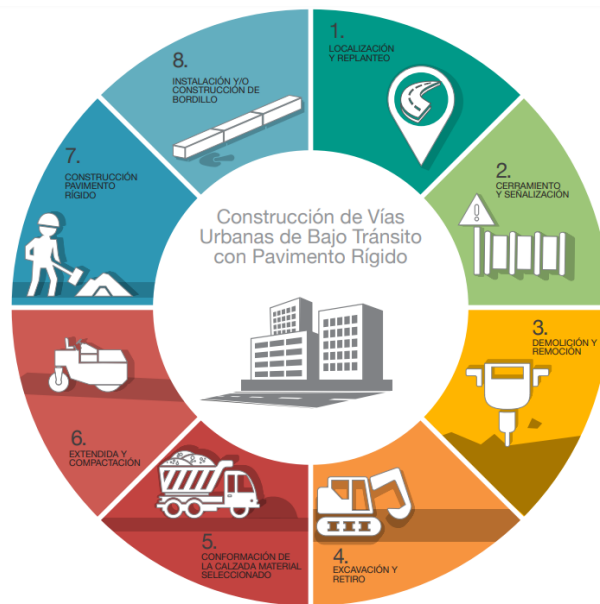 Construcción de Vías
Urbanas de Bajo Tránsito
con Pavimento Rígido
1.
LOCALIZACIÓN
Y REPLANTEO
2.
CERRAMIENTO
Y SEÑALIZACIÓN
3.
DEMOLICIÓN Y
REMOCIÓN
4.
EXCAVACIÓN Y
RETIRO
5.
CONFORMACIÓN DE
LA CALZADA MATERIAL
SELECCIONADO
6.
EXTENDIDA Y
COMPACTACIÓN
7.
CONSTRUCCIÓN
PAVIMENTO
RÍGIDO
8.
INSTALACIÓN Y/O
CONSTRUCCIÓN DE
BORDILLO